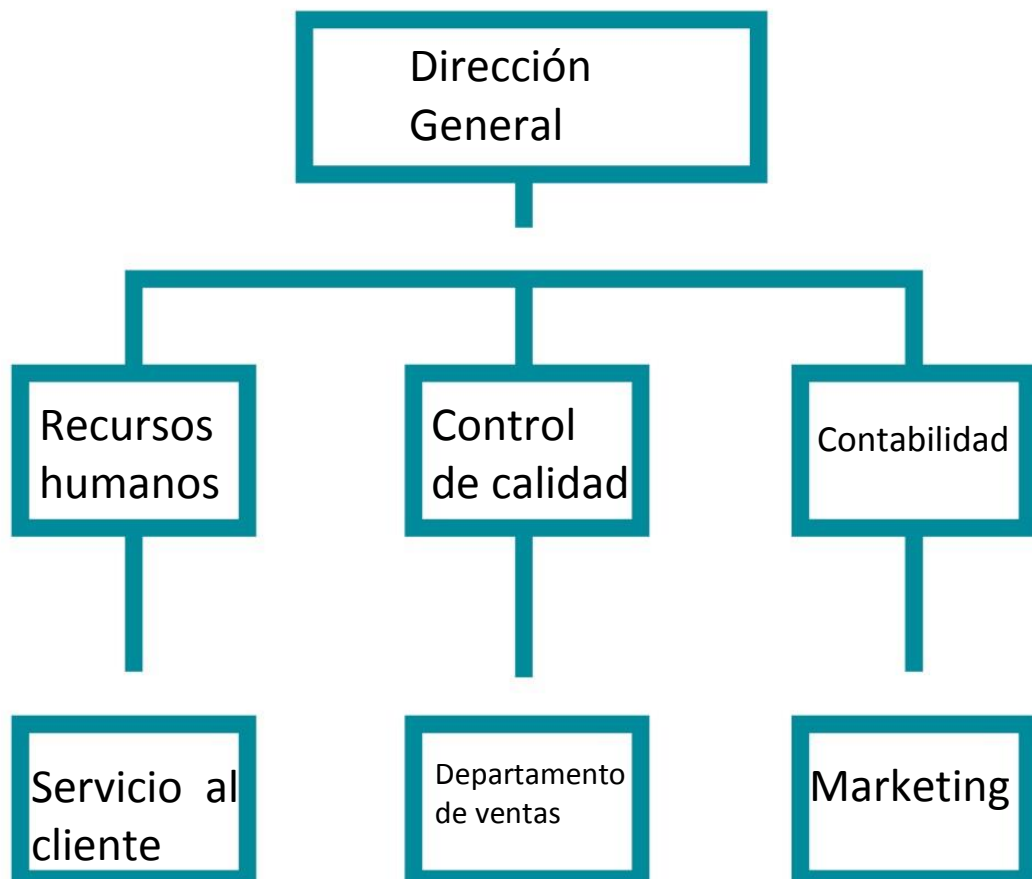 Dirección
General
Recursos
humanos
Control
de calidad
Contabilidad
Servicio al
cliente
Departamento
de ventas
Marketing